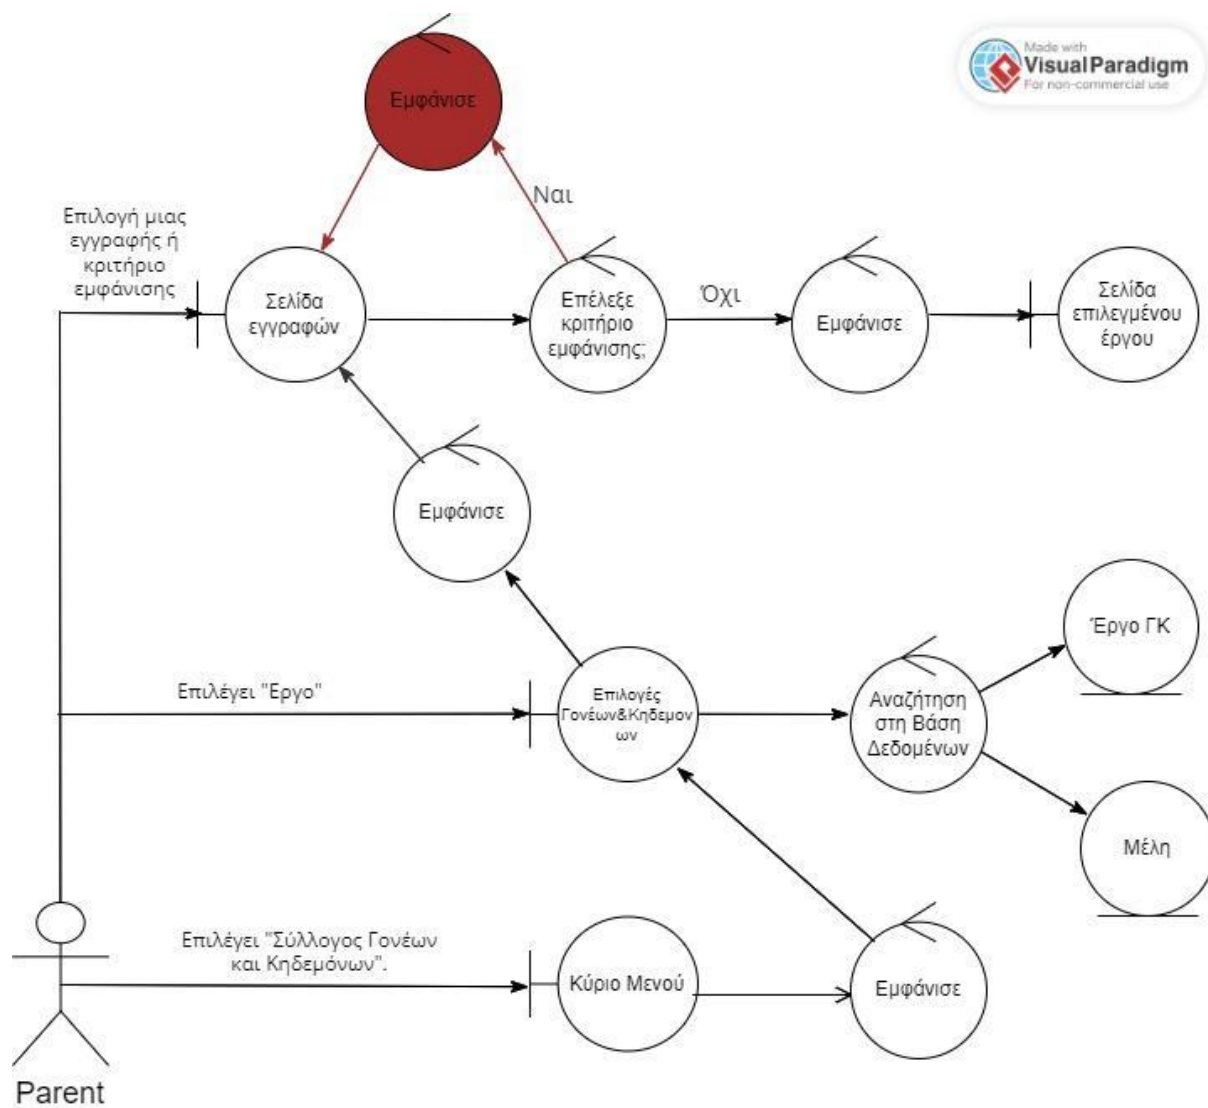 Made with
Visual Paradigm
For non-commercial use
Εμφάνισε
Ναι
Επιλογή μιας
εγγραφής ή
κριτήριο
εμφάνισης
Σελίδα
εγγραφών
Επέλεξε
κριτήριο
εμφάνισης;
Όχι
Εμφάνισε
Σελίδα
επιλεγμένου
έργου
Εμφάνισε
Έργο ΓΚ
Επιλέγει "Εργο"
Επιλογές
Γονέων&Κηδεμον
ων
Αναζήτηση
στη Βάση
Δεδομένων
Μέλη
Επιλέγει "Σύλλογος Γονέων
και Κηδεμόνων".
Κύριο Μενού
Εμφάνισε
Parent